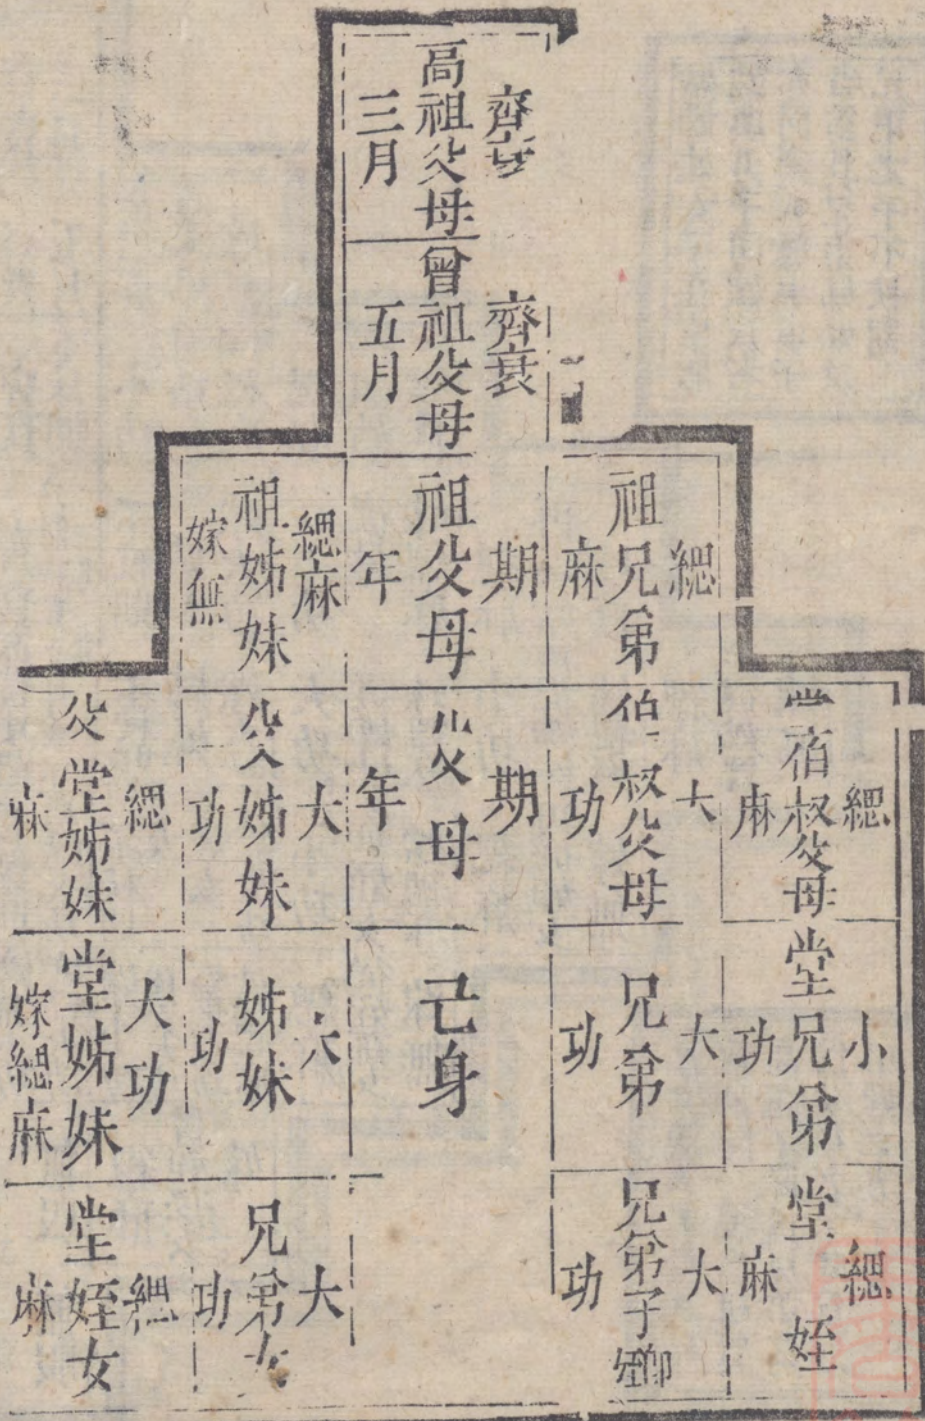 齊衰
高祖父母
三月
齊衰
曾祖父母
五月
緦
祖兄弟
麻
期
祖父母
年
緦麻
祖姊妹
嫁無
緦
堂伯叔父母
麻
大
伯叔父母
功
期
父母
年
大
父姊妹
功
緦
父堂姊妹
麻
小
堂兄弟
功
大
兄弟
功
己身
大
姊妹
功
大功
堂姊妹
嫁緦麻
緦
堂姪
麻
大
兄弟子
功
大
兄弟女
功
緦
堂姪女
麻